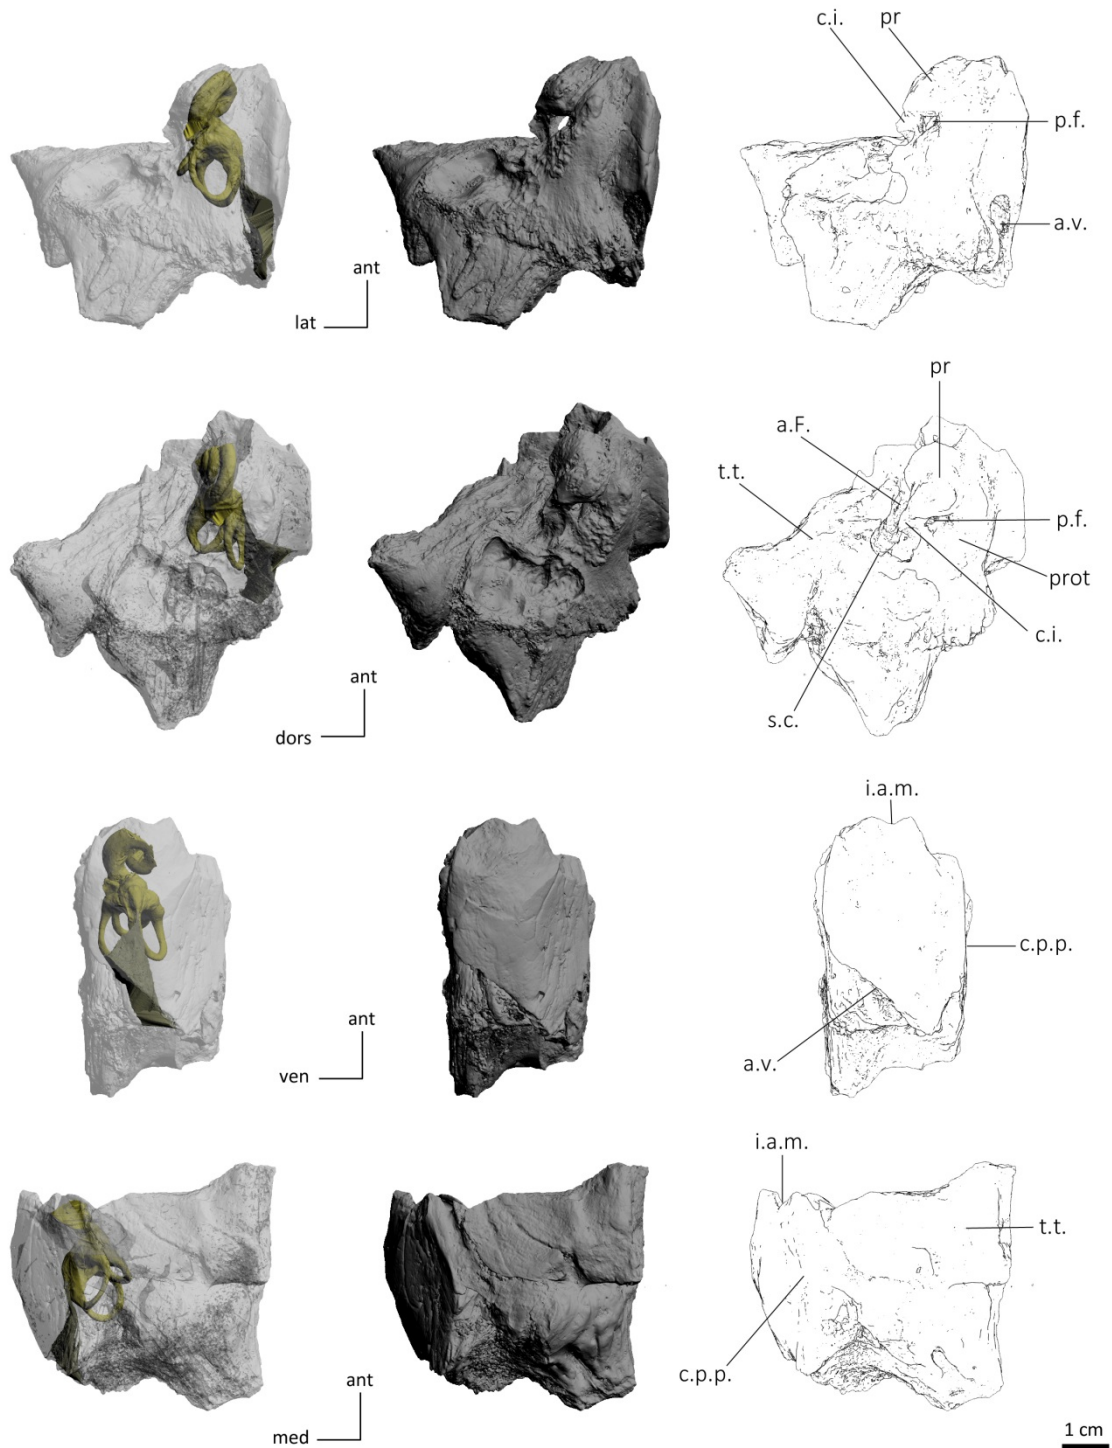 c.i.
pr
p.f.
a.v.
ant
lat
pr
a.F.
t.t.
p.f.
prot
c.i.
s.c.
ant
dors
i.a.m.
c.p.p.
a.v.
ant
ven
i.a.m.
t.t.
c.p.p.
ant
med
1 cm